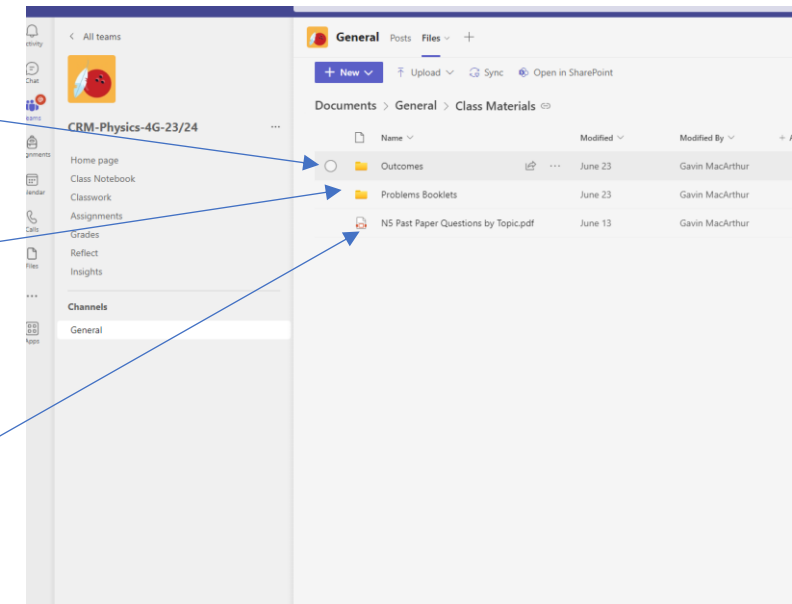 All teams
General Posts Files +
+ New Upload Sync Open in SharePoint
Documents > General > Class Materials
CRM-Physics-4G-23/24 ...
Name Modified Modified By +
Home page
Class Notebook
Classwork
Assignments
Grades
Reflect
Insights
Channels
General
Outcomes ... June 23 Gavin MacArthur
Problems Booklets June 23 Gavin MacArthur
N5 Past Paper Questions by Topic.pdf June 13 Gavin MacArthur
Chat
Calls
Files
...